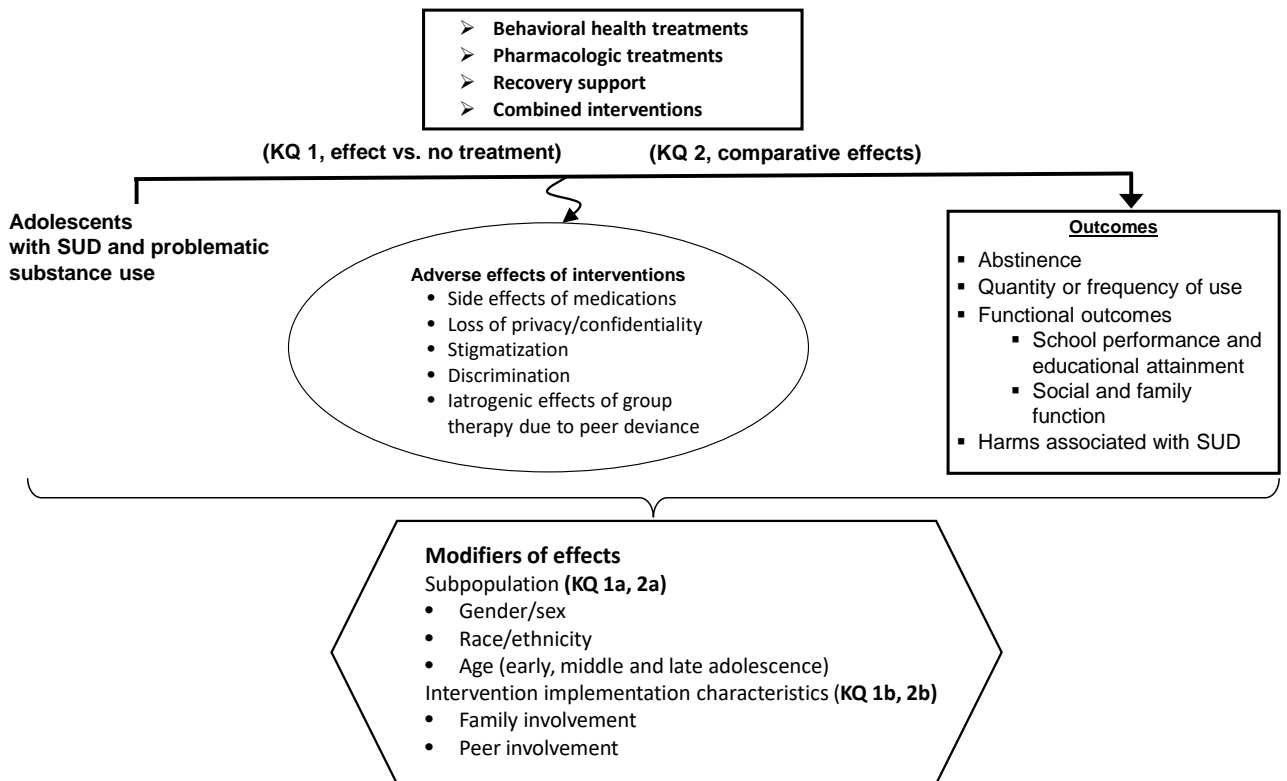 ➢ Behavioral health treatments
➢ Pharmacologic treatments
➢ Recovery support
➢ Combined interventions
(KQ 1, effect vs. no treatment)
(KQ 2, comparative effects)
Adolescents
with SUD and problematic
substance use
Adverse effects of interventions
• Side effects of medications
• Loss of privacy/confidentiality
• Stigmatization
• Discrimination
• Iatrogenic effects of group
therapy due to peer deviance
Outcomes
▪ Abstinence
▪ Quantity or frequency of use
▪ Functional outcomes
▪ School performance and
educational attainment
▪ Social and family
function
▪ Harms associated with SUD
Modifiers of effects
Subpopulation (KQ 1a, 2a)
• Gender/sex
• Race/ethnicity
• Age (early, middle and late adolescence)
Intervention implementation characteristics (KQ 1b, 2b)
• Family involvement
• Peer involvement